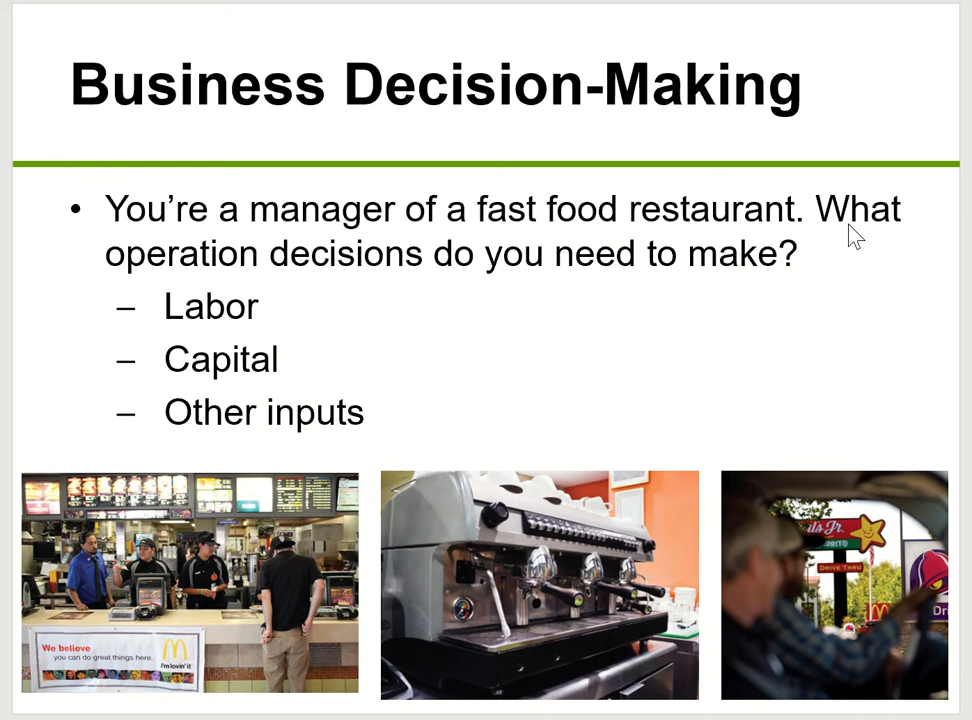 Business Decision-Making
• You’re a manager of a fast food restaurant. What
operation decisions do you need to make?
– Labor
– Capital
– Other inputs
We believe
you can do great things here.
i'm lovin' it
Jr.
DRIVE THRU